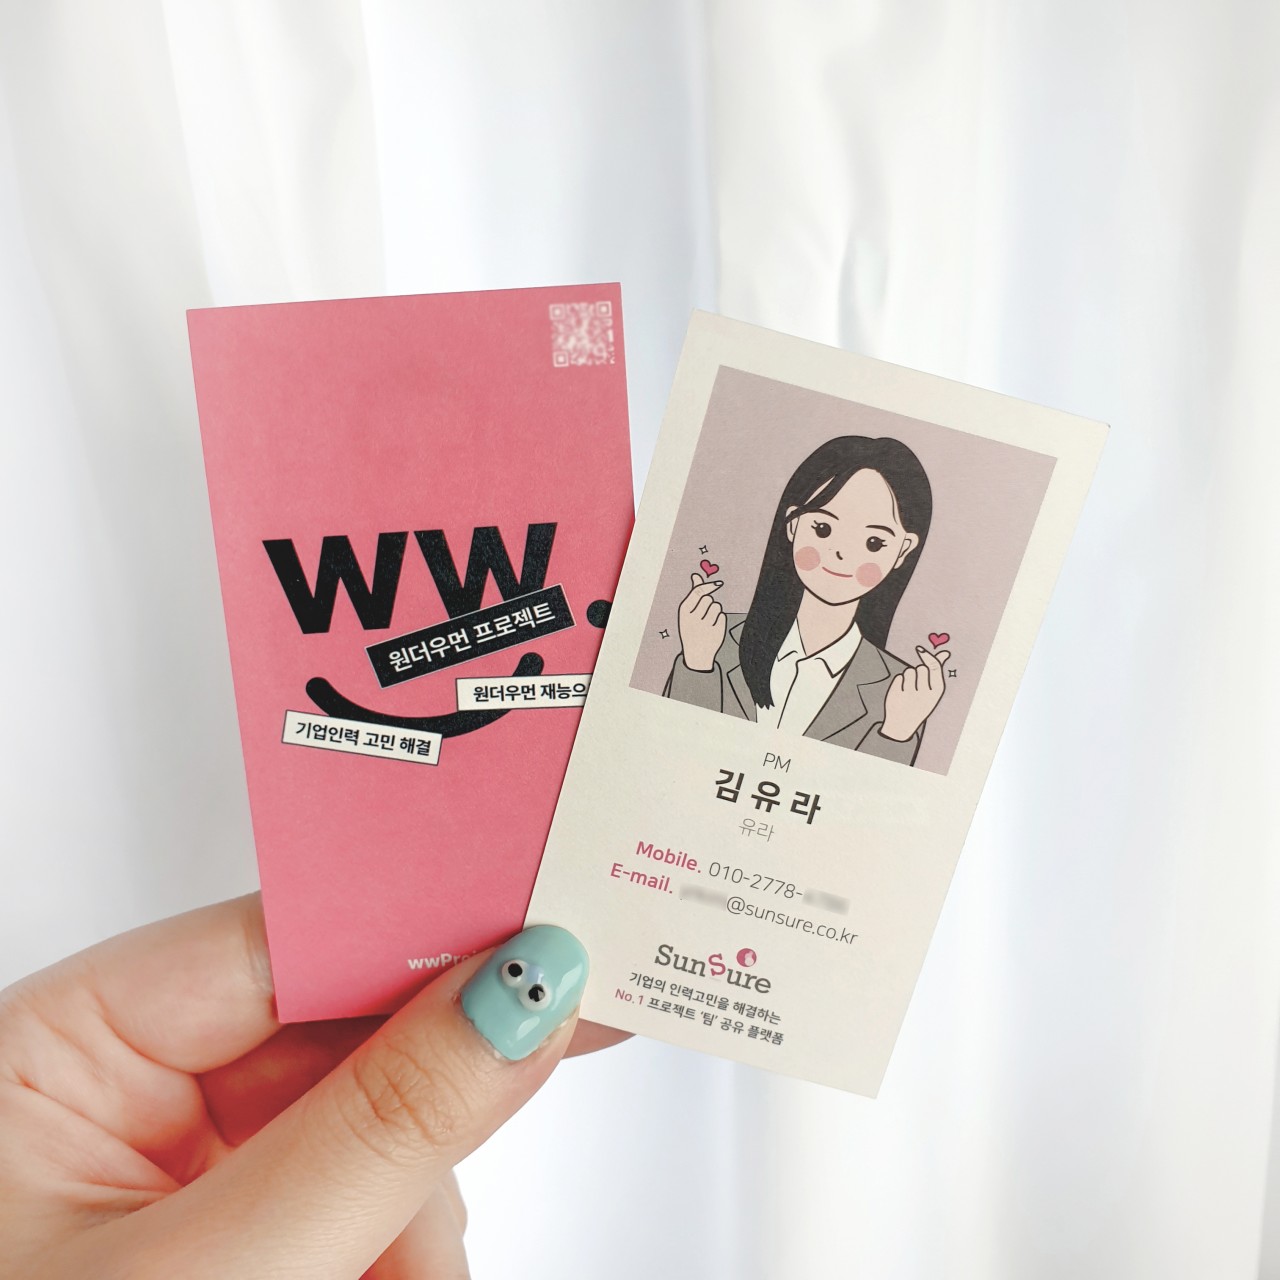 ww.
원더우먼 프로젝트
원더우먼 재능으
기업인력 고민 해결
PM
김유라
유라
Mobile. 010-2778-
E-mail. @sunsure.co.kr
SunSure
기업의 인력고민을 해결하는
No.1 프로젝트 '팀' 공유 플랫폼